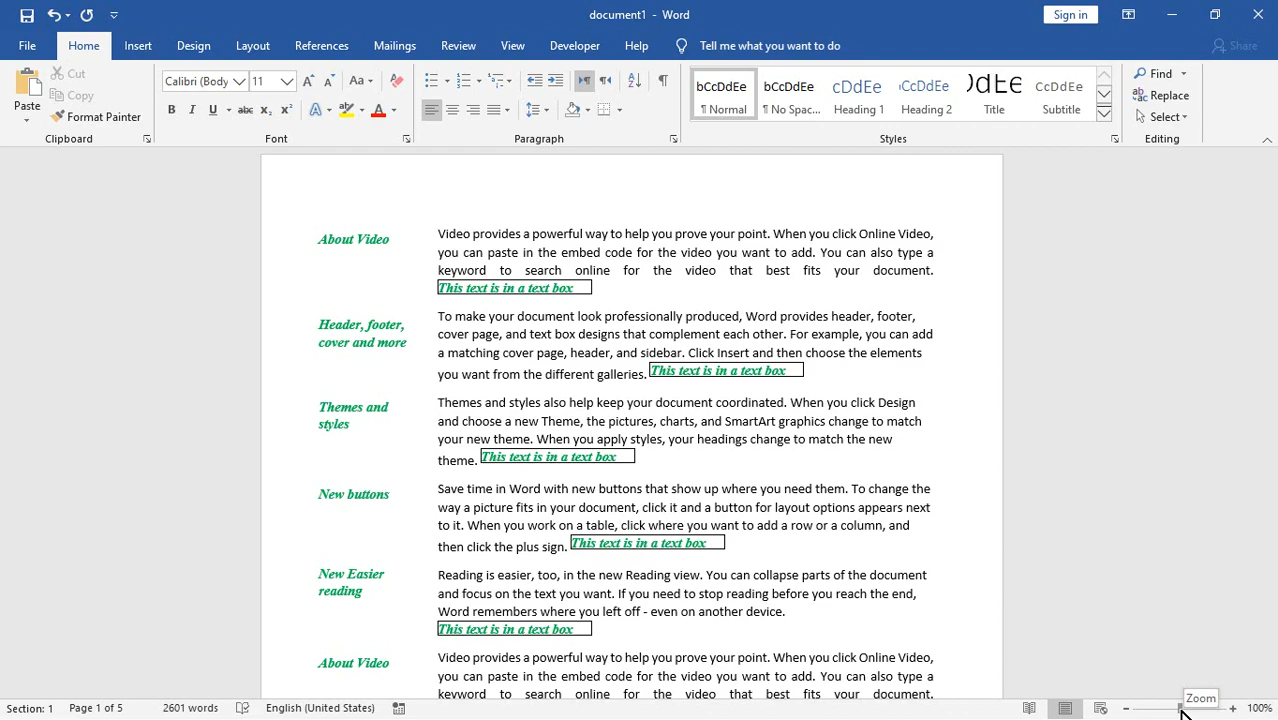 document1 - Word
Sign in
File Home Insert Design Layout References Mailings Review View Developer Help Tell me what you want to do Share
Paste
Cut
Copy
Format Painter
Clipboard
Calibri (Body 11
Font
Paragraph
bCcDdEe bCcDdEe cDdEe cCcDdEe DdEe CcCcDdEe
¶ Normal ¶ No Spac... Heading 1 Heading 2 Title Subtitle
Styles
Find
Replace
Select
Editing
About Video
Video provides a powerful way to help you prove your point. When you click Online Video,
you can paste in the embed code for the video you want to add. You can also type a
keyword to search online for the video that best fits your document.
This text is in a text box
Header, footer,
cover and more
To make your document look professionally produced, Word provides header, footer,
cover page, and text box designs that complement each other. For example, you can add
a matching cover page, header, and sidebar. Click Insert and then choose the elements
you want from the different galleries. This text is in a text box
Themes and
styles
Themes and styles also help keep your document coordinated. When you click Design
and choose a new Theme, the pictures, charts, and SmartArt graphics change to match
your new theme. When you apply styles, your headings change to match the new
theme. This text is in a text box
New buttons
Save time in Word with new buttons that show up where you need them. To change the
way a picture fits in your document, click it and a button for layout options appears next
to it. When you work on a table, click where you want to add a row or a column, and
then click the plus sign. This text is in a text box
New Easier
reading
Reading is easier, too, in the new Reading view. You can collapse parts of the document
and focus on the text you want. If you need to stop reading before you reach the end,
Word remembers where you left off - even on another device.
This text is in a text box
About Video
Video provides a powerful way to help you prove your point. When you click Online Video,
you can paste in the embed code for the video you want to add. You can also type a
keyword to search online for the video that best fits your document.
Zoom
Section: 1 Page 1 of 5 2601 words English (United States) 100%